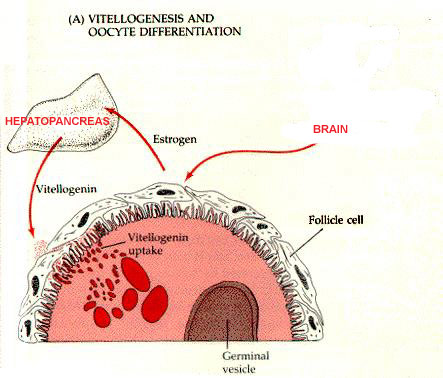 (A) VITELLOGENESIS AND
OOCYTE DIFFERENTIATION
HEPATOPANCREAS
Estrogen
BRAIN
Vitellogenin
Follicle cell
Vitellogenin
uptake
Germinal
vesicle